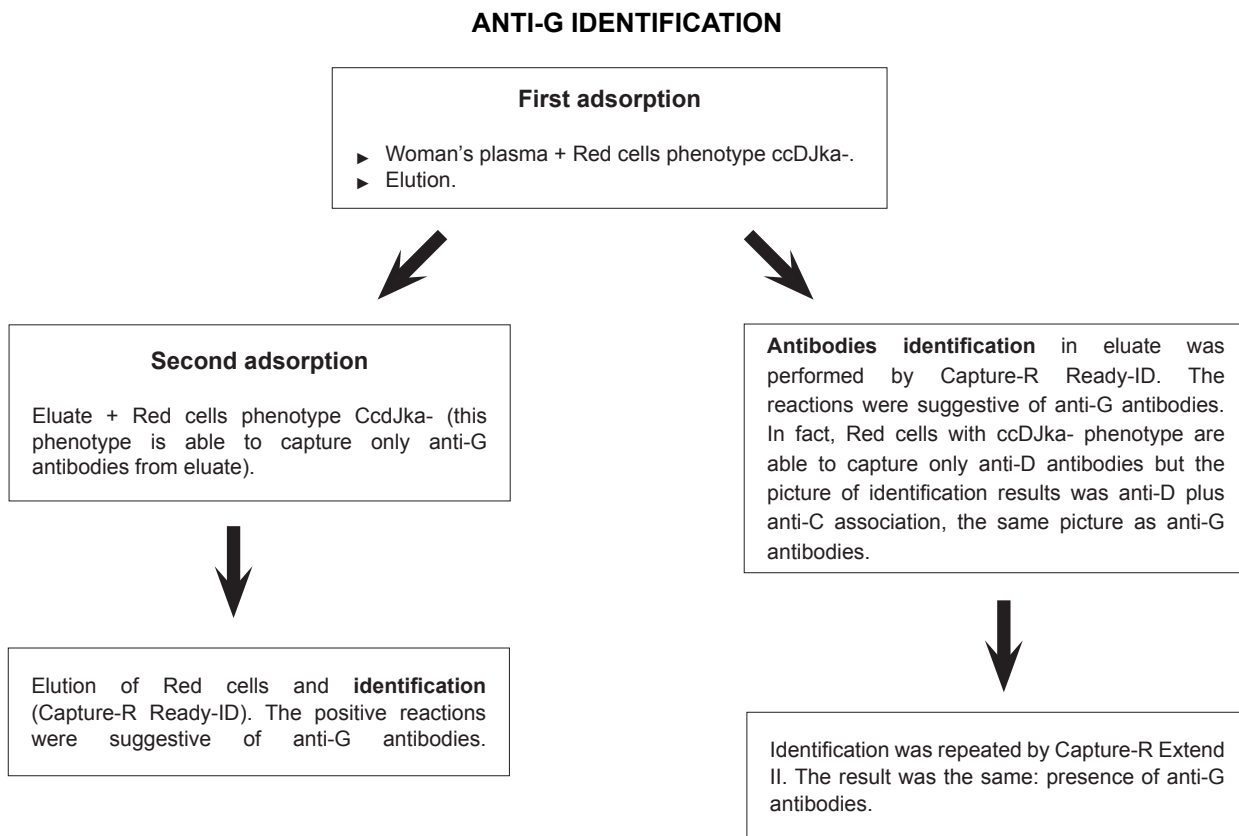 ANTI-G IDENTIFICATION
First adsorption
► Woman's plasma + Red cells phenotype ccDJka-.
► Elution.
Second adsorption
Eluate + Red cells phenotype CcdJka- (this
phenotype is able to capture only anti-G
antibodies from eluate).
Elution of Red cells and identification
(Capture-R Ready-ID). The positive reactions
were suggestive of anti-G antibodies.
Antibodies identification in eluate was
performed by Capture-R Ready-ID. The
reactions were suggestive of anti-G antibodies.
In fact, Red cells with ccDJka- phenotype are
able to capture only anti-D antibodies but the
picture of identification results was anti-D plus
anti-C association, the same picture as anti-G
antibodies.
Identification was repeated by Capture-R Extend
II. The result was the same: presence of anti-G
antibodies.